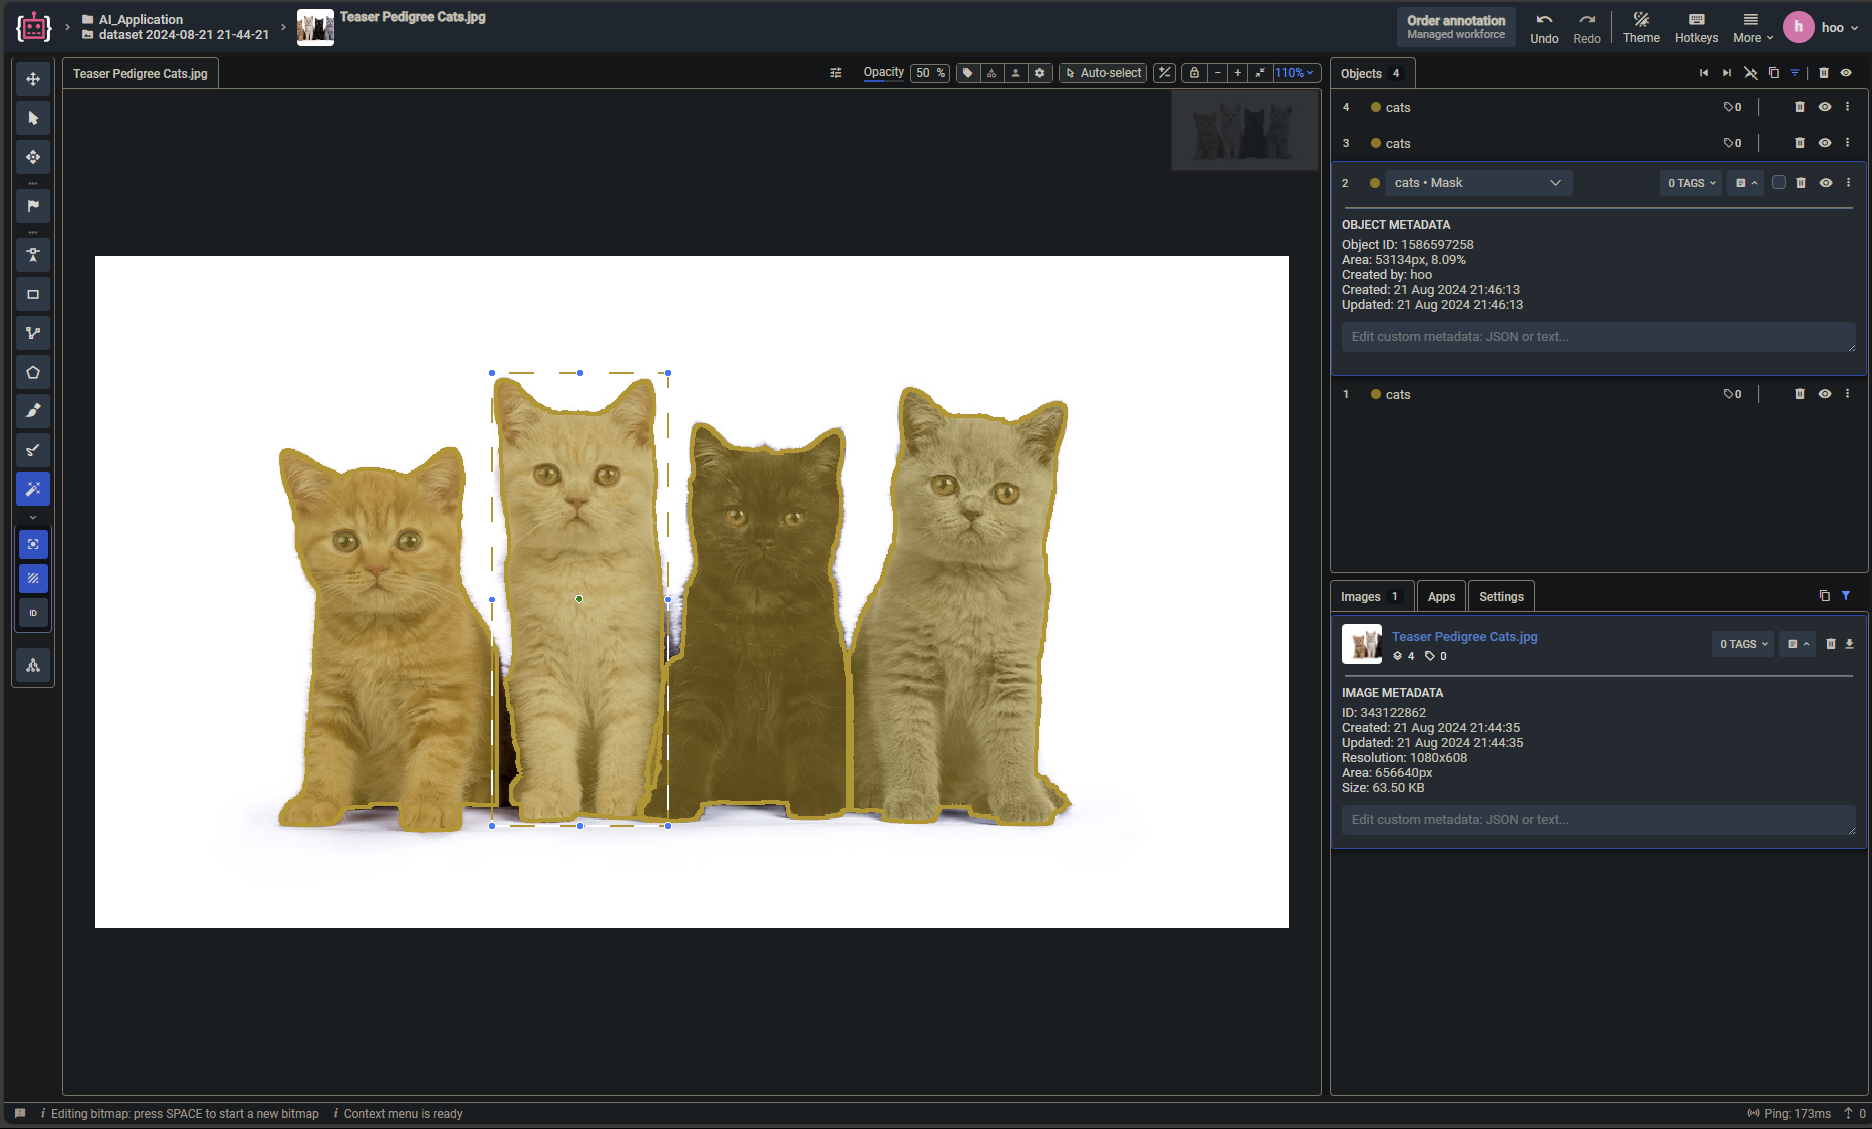 AI_Application
dataset 2024-08-21 21-44-21
Teaser Pedigree Cats.jpg
Order annotation
Managed workforce
Undo
Redo
Theme
Hotkeys
More
h
hoo
Teaser Pedigree Cats.jpg
Opacity
50 %
Auto-select
110%
Objects 4
4 cats 0
3 cats 0
2 cats • Mask 0 TAGS
OBJECT METADATA
Object ID: 1586597258
Area: 53134px, 8.09%
Created by: hoo
Created: 21 Aug 2024 21:46:13
Updated: 21 Aug 2024 21:46:13
Edit custom metadata: JSON or text...
1 cats 0
ID
Images 1
Apps
Settings
Teaser Pedigree Cats.jpg
4 0
0 TAGS
IMAGE METADATA
ID: 343122862
Created: 21 Aug 2024 21:44:35
Updated: 21 Aug 2024 21:44:35
Resolution: 1080x608
Area: 656640px
Size: 63.50 KB
Edit custom metadata: JSON or text...
i Editing bitmap: press SPACE to start a new bitmap
i Context menu is ready
Ping: 173ms
0